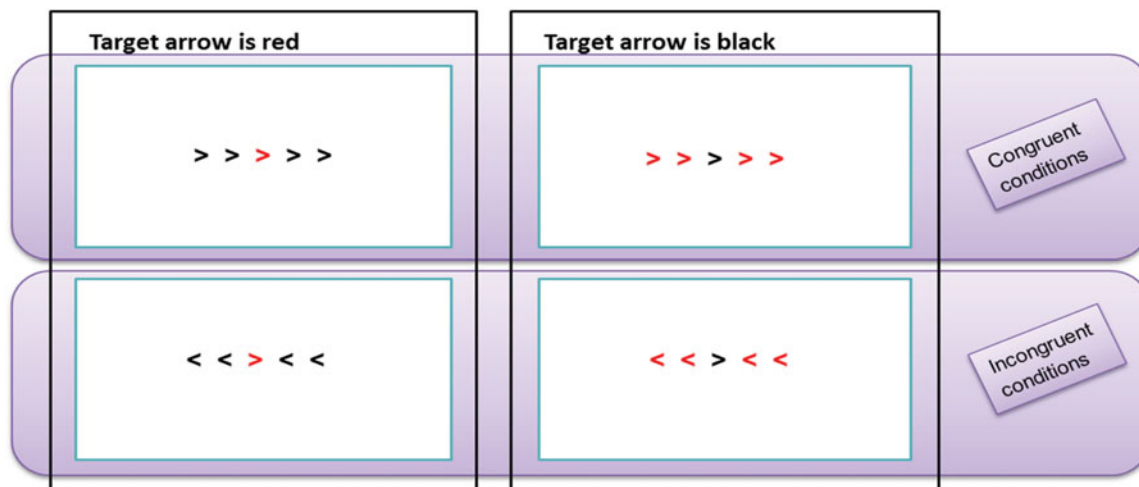 Target arrow is red
Target arrow is black
> > > > >
> > > > >
Congruent
conditions
< < > < <
< < > < <
Incongruent
conditions